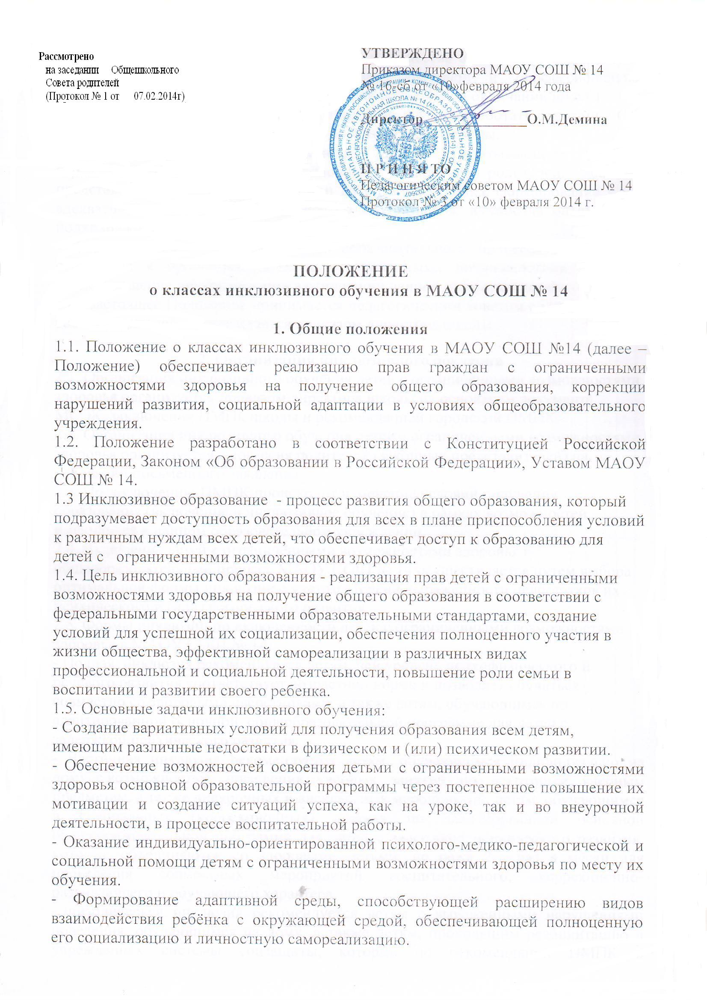 Рассмотрено
на заседании Общешкольного
Совета родителей
(Протокол № 1 от 07.02.2014г)
УТВЕРЖДЕНО
Приказом директора МАОУ СОШ № 14
№ 16-сб от «10»февраля 2014 года
Директор О.М.Демина
П Р И Н Я ТО
Педагогическим советом МАОУ СОШ № 14
Протокол № 3 от «10» февраля 2014 г.
ПОЛОЖЕНИЕ
о классах инклюзивного обучения в МАОУ СОШ № 14
1. Общие положения
1.1. Положение о классах инклюзивного обучения в МАОУ СОШ №14 (далее –
Положение) обеспечивает реализацию прав граждан с ограниченными
возможностями здоровья на получение общего образования, коррекции
нарушений развития, социальной адаптации в условиях общеобразовательного
учреждения.
1.2. Положение разработано в соответствии с Конституцией Российской
Федерации, Законом «Об образовании в Российской Федерации», Уставом МАОУ
СОШ № 14.
1.3 Инклюзивное образование - процесс развития общего образования, который
подразумевает доступность образования для всех в плане приспособления условий
к различным нуждам всех детей, что обеспечивает доступ к образованию для
детей с ограниченными возможностями здоровья.
1.4. Цель инклюзивного образования - реализация прав детей с ограниченными
возможностями здоровья на получение общего образования в соответствии с
федеральными государственными образовательными стандартами, создание
условий для успешной их социализации, обеспечения полноценного участия в
жизни общества, эффективной самореализации в различных видах
профессиональной и социальной деятельности, повышение роли семьи в
воспитании и развитии своего ребенка.
1.5. Основные задачи инклюзивного обучения:
- Создание вариативных условий для получения образования всем детям,
имеющим различные недостатки в физическом и (или) психическом развитии.
- Обеспечение возможностей освоения детьми с ограниченными возможностями
здоровья основной образовательной программы через постепенное повышение их
мотивации и создание ситуаций успеха, как на уроке, так и во внеурочной
деятельности, в процессе воспитательной работы.
- Оказание индивидуально-ориентированной психолого-медико-педагогической и
социальной помощи детям с ограниченными возможностями здоровья по месту их
обучения.
- Формирование адаптивной среды, способствующей расширению видов
взаимодействия ребёнка с окружающей средой, обеспечивающей полноценную
его социализацию и личностную самореализацию.